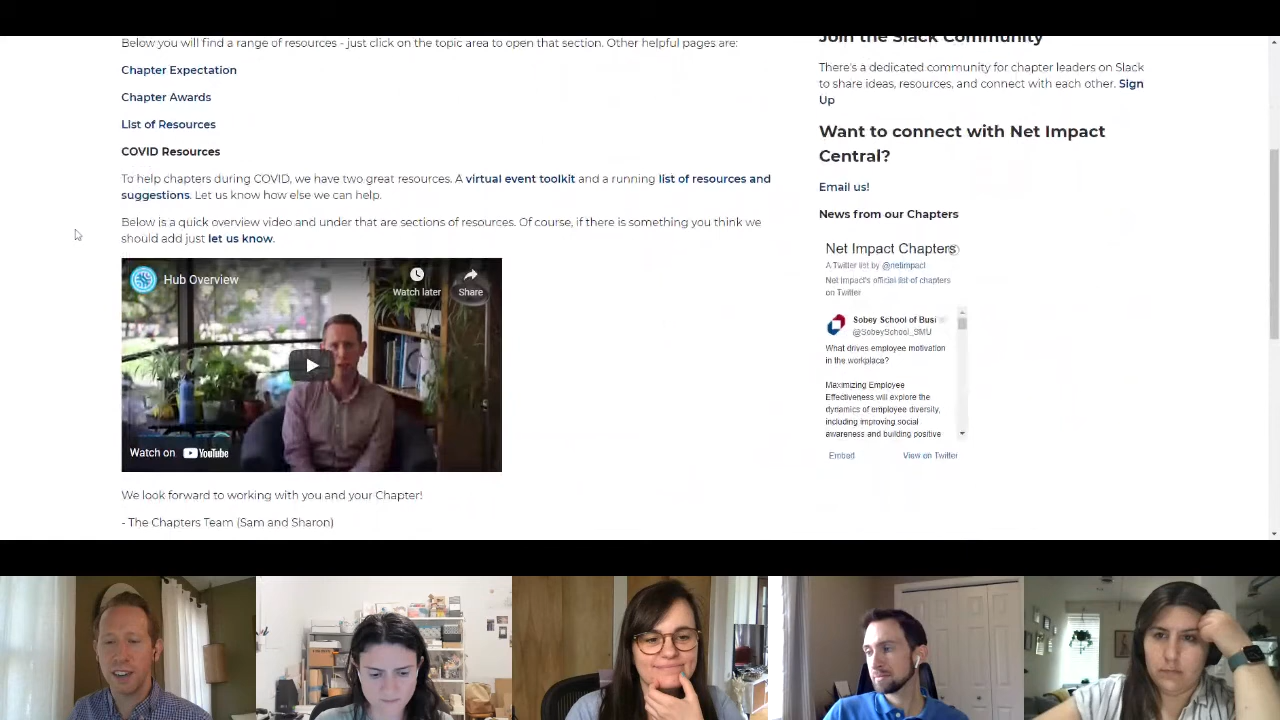 Below you will find a range of resources - just click on the topic area to open that section. Other helpful pages are:
Chapter Expectation
Chapter Awards
List of Resources
COVID Resources
To help chapters during COVID, we have two great resources. A virtual event toolkit and a running list of resources and
suggestions. Let us know how else we can help.
Below is a quick overview video and under that are sections of resources. Of course, if there is something you think we
should add just let us know.
Hub Overview
Watch later
Share
Watch on YouTube
We look forward to working with you and your Chapter!
- The Chapters Team (Sam and Sharon)
Join the Slack Community
There's a dedicated community for chapter leaders on Slack
to share ideas, resources, and connect with each other. Sign
Up
Want to connect with Net Impact
Central?
Email us!
News from our Chapters
Net Impact Chapters
A Twitter list by @netimpact
Net Impact's official list of chapters
on Twitter
Sobey School of Busi
@SobeySchool_SMU
What drives employee motivation
in the workplace?
Maximizing Employee
Effectiveness will explore the
dynamics of employee diversity,
including improving social
awareness and building positive
Embed
View on Twitter